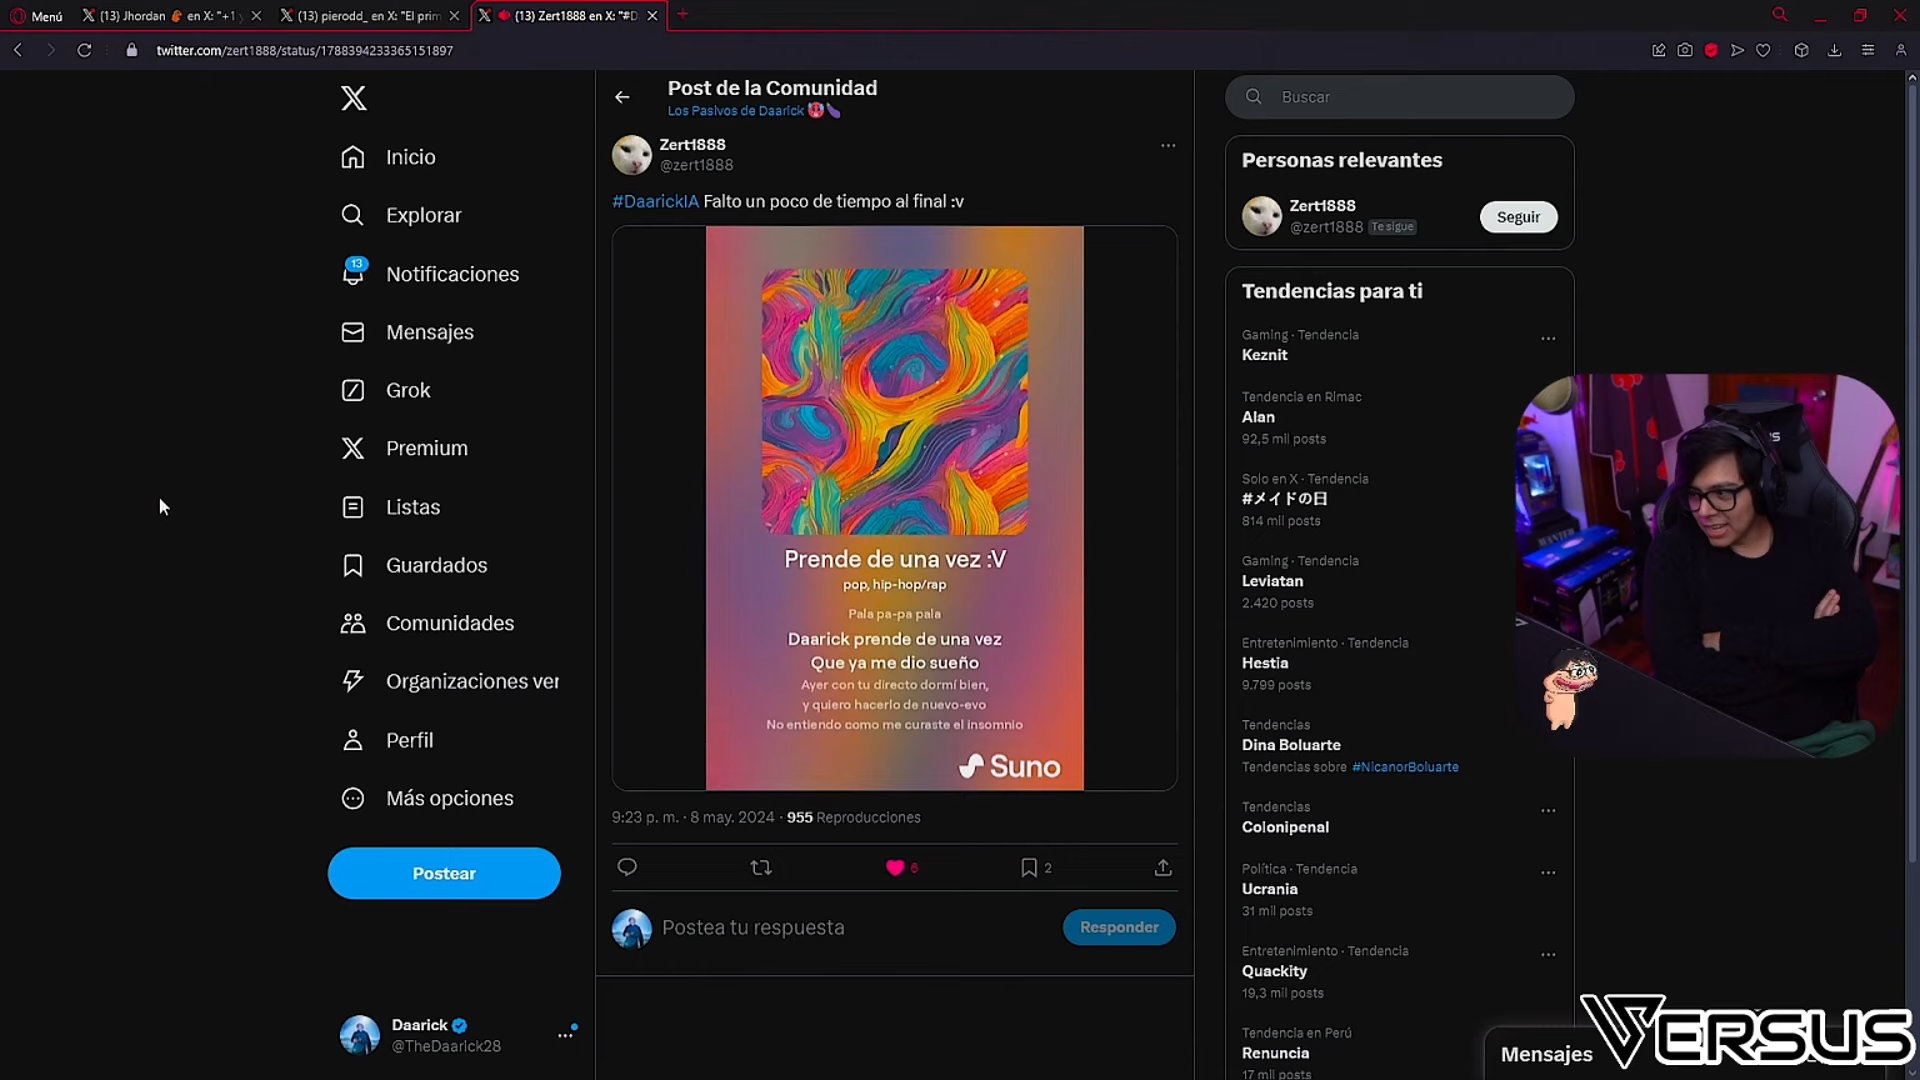 Menú
(13) Jhordan 🏀 en X: "+1 y
(13) pierodd_ en X: "El prim
(13) Zert1888 en X: "#D
twitter.com/zert1888/status/1788394233365151897
Inicio
Explorar
13
Notificaciones
Mensajes
Grok
Premium
Listas
Guardados
Comunidades
Organizaciones ver
Perfil
Más opciones
Postear
Daarick
@TheDaarick28
Post de la Comunidad
Los Pasivos de Daarick 👹🍆
Zert1888
@zert1888
#DaarickIA Falto un poco de tiempo al final :v
Prende de una vez :V
pop, hip-hop/rap
Pala pa-pa pala
Daarick prende de una vez
Que ya me dio sueño
Ayer con tu directo dormí bien,
y quiero hacerlo de nuevo-evo
No entiendo como me curaste el insomnio
Suno
9:23 p. m. · 8 may. 2024 · 955 Reproducciones
6
2
Postea tu respuesta
Responder
Buscar
Personas relevantes
Zert1888
@zert1888 Te sigue
Seguir
Tendencias para ti
Gaming · Tendencia
Keznit
Tendencia en Rimac
Alan
92,5 mil posts
Solo en X · Tendencia
#メイドの日
814 mil posts
Gaming · Tendencia
Leviatan
2.420 posts
Entretenimiento · Tendencia
Hestia
9.799 posts
Tendencias
Dina Boluarte
Tendencias sobre #NicanorBoluarte
Tendencias
Colonipenal
Política · Tendencia
Ucrania
31 mil posts
Entretenimiento · Tendencia
Quackity
19,3 mil posts
Tendencia en Perú
Renuncia
17 mil posts
Mensajes
VERSUS